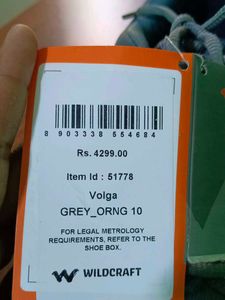 8 903338 554684
Rs. 4299.00
Item Id : 51778
Volga
GREY_ORNG 10
FOR LEGAL METROLOGY
REQUIREMENTS, REFER TO THE
SHOE BOX.
WILDCRAFT